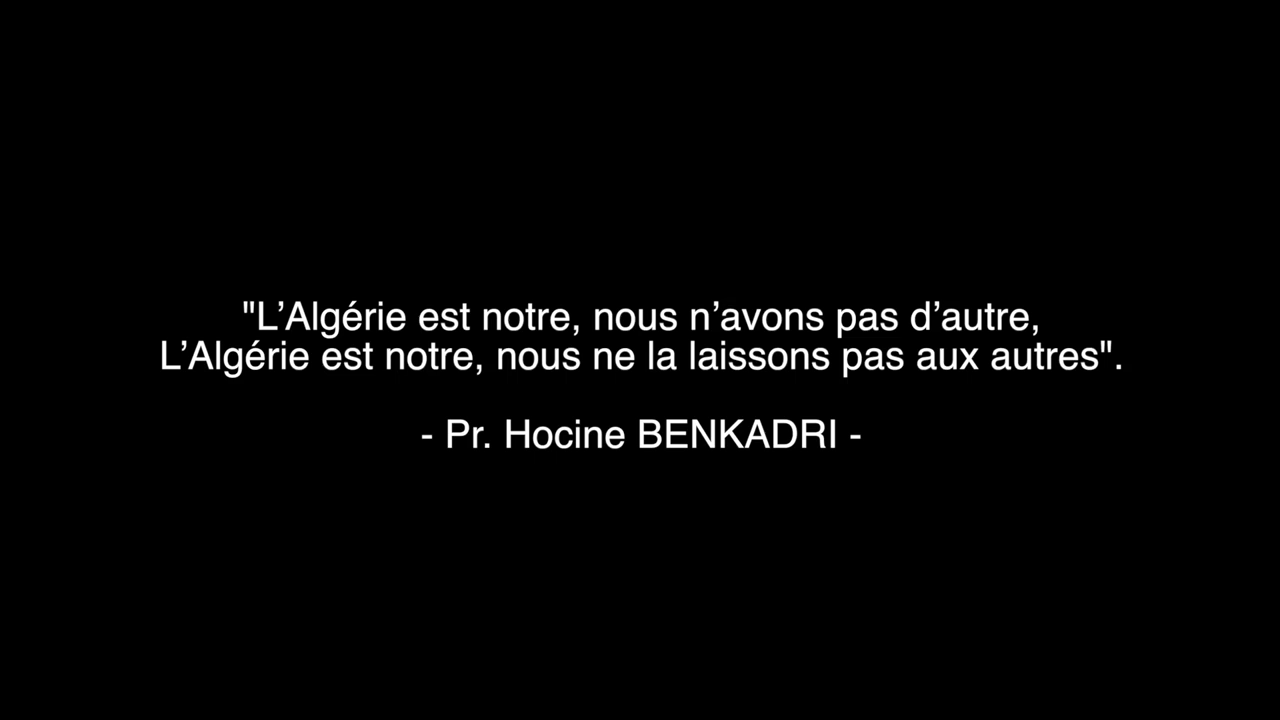 "L’Algérie est notre, nous n’avons pas d’autre,
L’Algérie est notre, nous ne la laissons pas aux autres".
- Pr. Hocine BENKADRI -